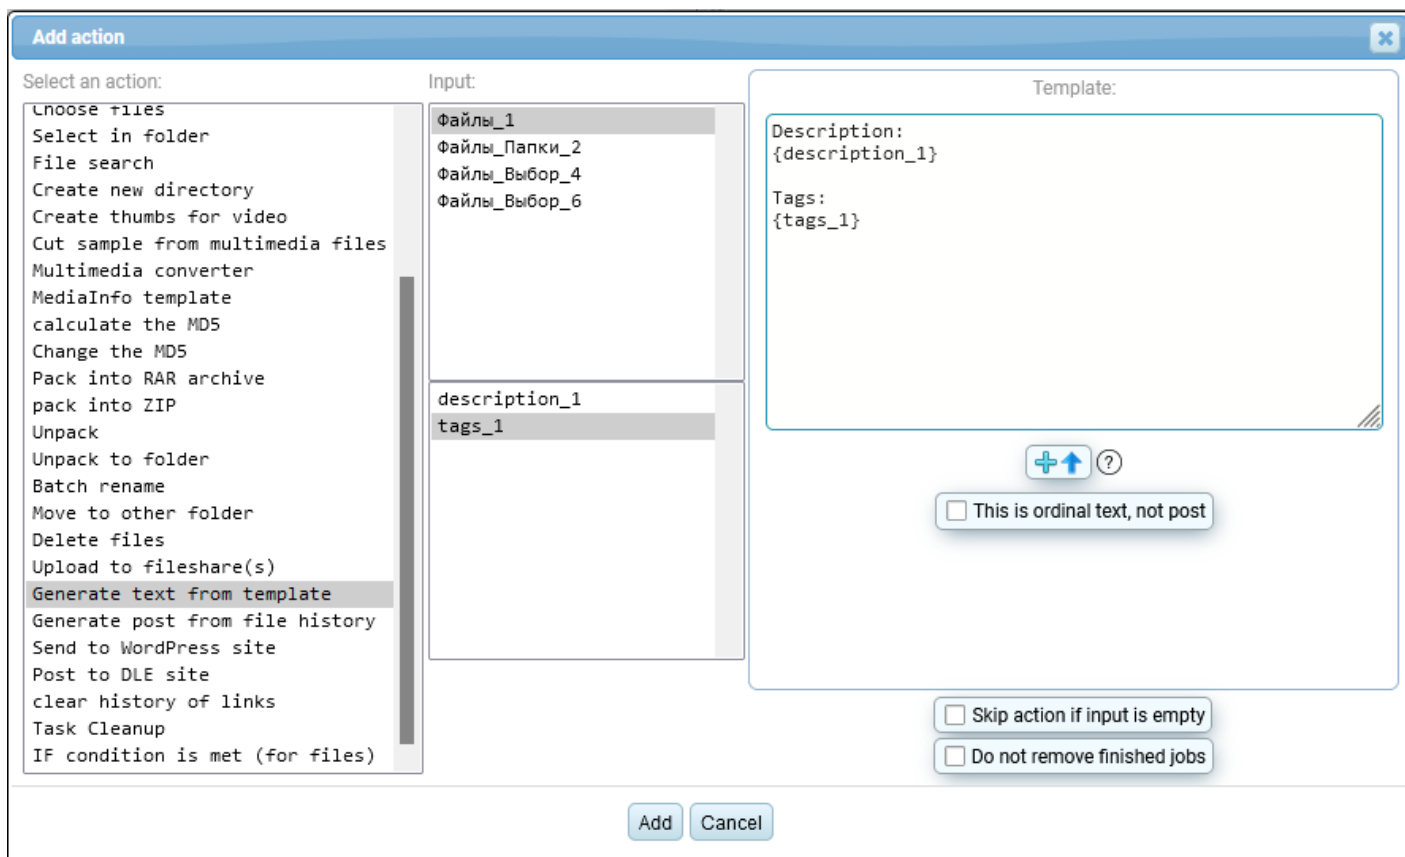 Add action
Select an action:
Choose files
Select in folder
File search
Create new directory
Create thumbs for video
Cut sample from multimedia files
Multimedia converter
MediaInfo template
calculate the MD5
Change the MD5
Pack into RAR archive
pack into ZIP
Unpack
Unpack to folder
Batch rename
Move to other folder
Delete files
Upload to fileshare(s)
Generate text from template
Generate post from file history
Send to WordPress site
Post to DLE site
clear history of links
Task Cleanup
IF condition is met (for files)
Input:
Файлы_1
Файлы_Папки_2
Файлы_Выбор_4
Файлы_Выбор_6
description_1
tags_1
Template:
Description:
{description_1}
Tags:
{tags_1}
?
This is ordinal text, not post
Skip action if input is empty
Do not remove finished jobs
Add
Cancel